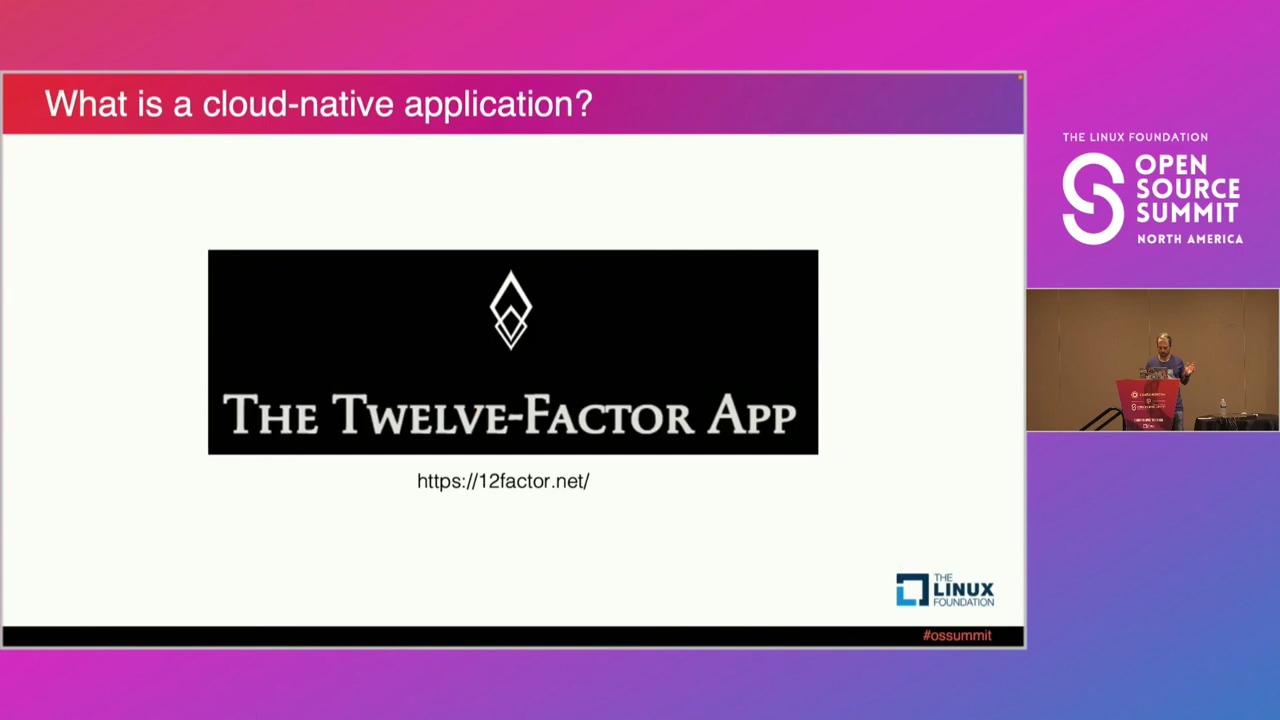 What is a cloud-native application?
THE TWELVE-FACTOR APP
https://12factor.net/
THE
LINUX
FOUNDATION
#ossummit
THE LINUX FOUNDATION
OPEN
SOURCE
SUMMIT
NORTH AMERICA